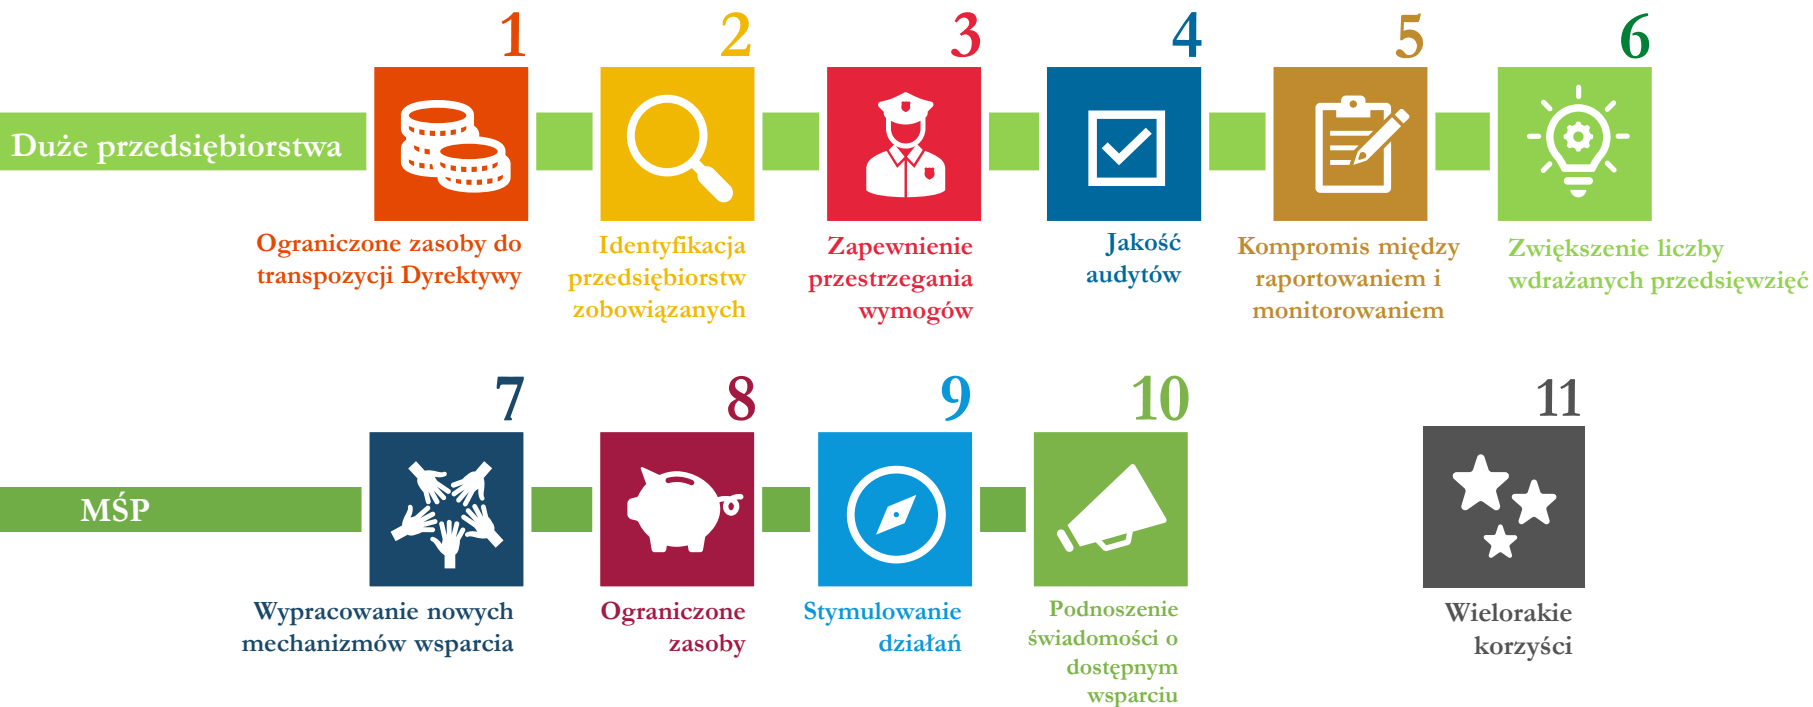 1
2
3
4
5
6
Duże przedsiębiorstwa
Ograniczone zasoby do
transpozycji Dyrektywy
Identyfikacja
przedsiębiorstw
zobowiązanych
Zapewnienie
przestrzegania
wymogów
Jakość
audytów
Kompromis między
raportowaniem i
monitorowaniem
Zwiększenie liczby
wdrażanych przedsięwzięć
7
8
9
10
11
MŚP
Wypracowanie nowych
mechanizmów wsparcia
Ograniczone
zasoby
Stymulowanie
działań
Podnoszenie
świadomości o
dostępnym
wsparciu
Wielorakie
korzyści